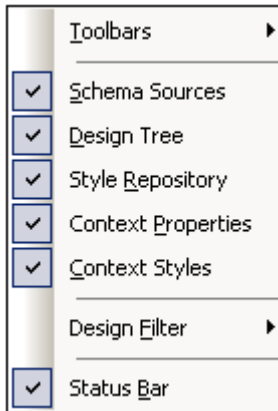 Toolbars
Schema Sources
Design Tree
Style Repository
Context Properties
Context Styles
Design Filter
Status Bar